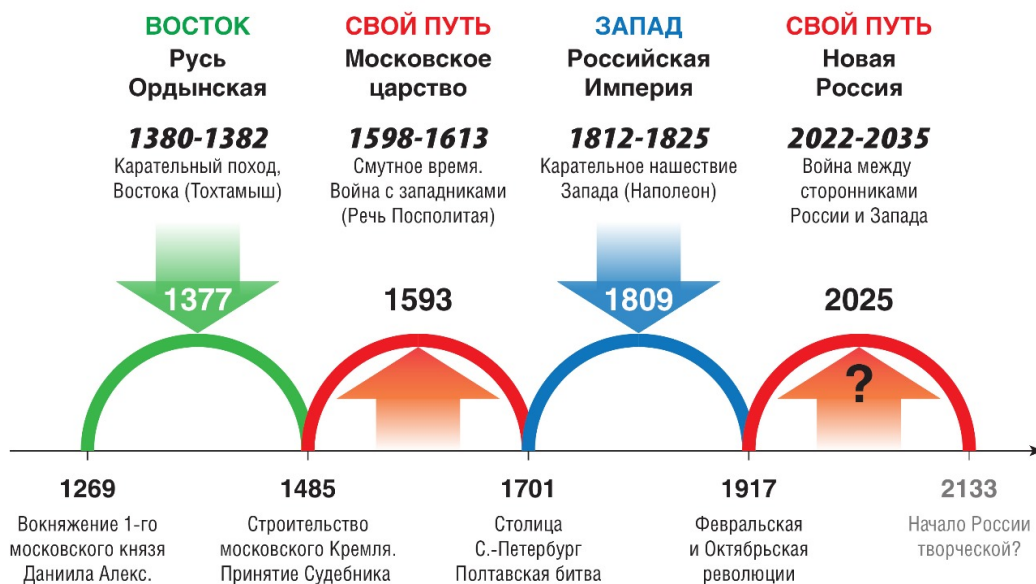 ВОСТОК
Русь
Ордынская
1380-1382
Карательный поход,
Востока (Тохтамыш)
1377
СВОЙ ПУТЬ
Московское
царство
1598-1613
Смутное время.
Война с западниками
(Речь Посполитая)
1593
ЗАПАД
Российская
Империя
1812-1825
Карательное нашествие
Запада (Наполеон)
1809
СВОЙ ПУТЬ
Новая
Россия
2022-2035
Война между
сторонниками
России и Запада
2025
?
1269
Вокняжение 1-го
московского князя
Даниила Алекс.
1485
Строительство
московского Кремля.
Принятие Судебника
1701
Столица
С.-Петербург
Полтавская битва
1917
Февральская
и Октябрьская
революции
2133
Начало России
творческой?